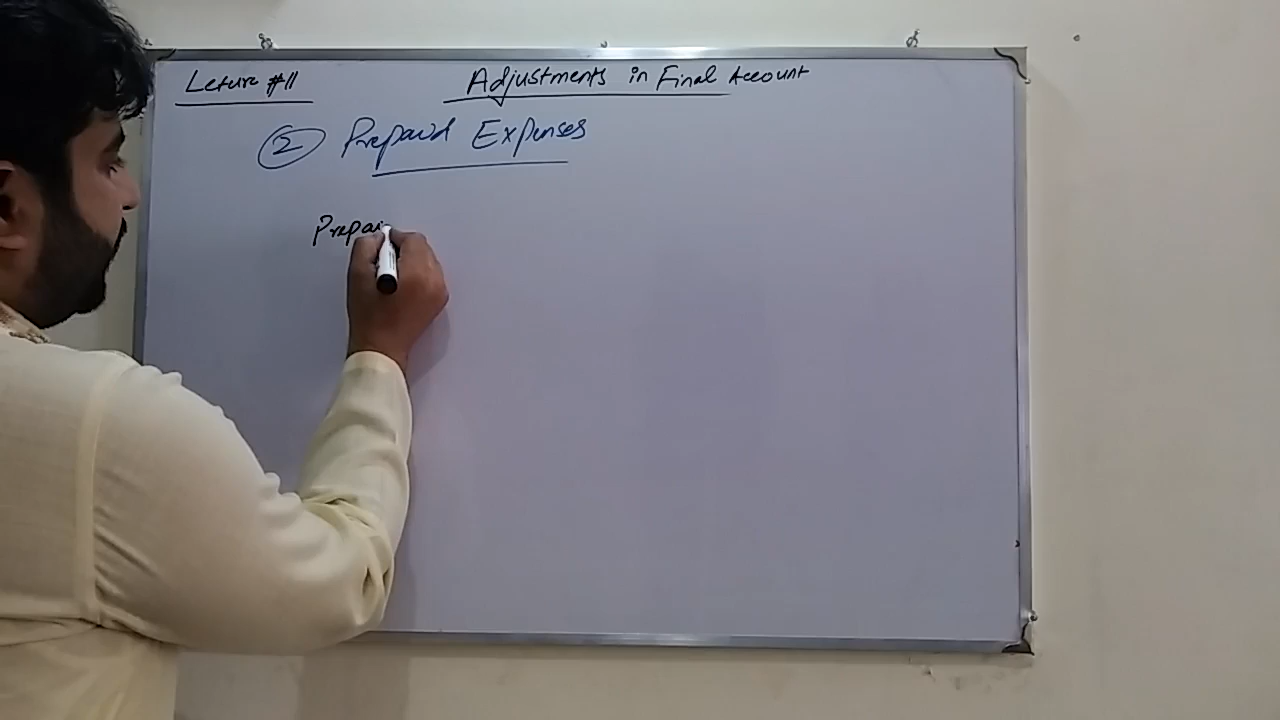 Leture #11
Adjustments in Final Account
2 Prepaid Expenses
Prepai